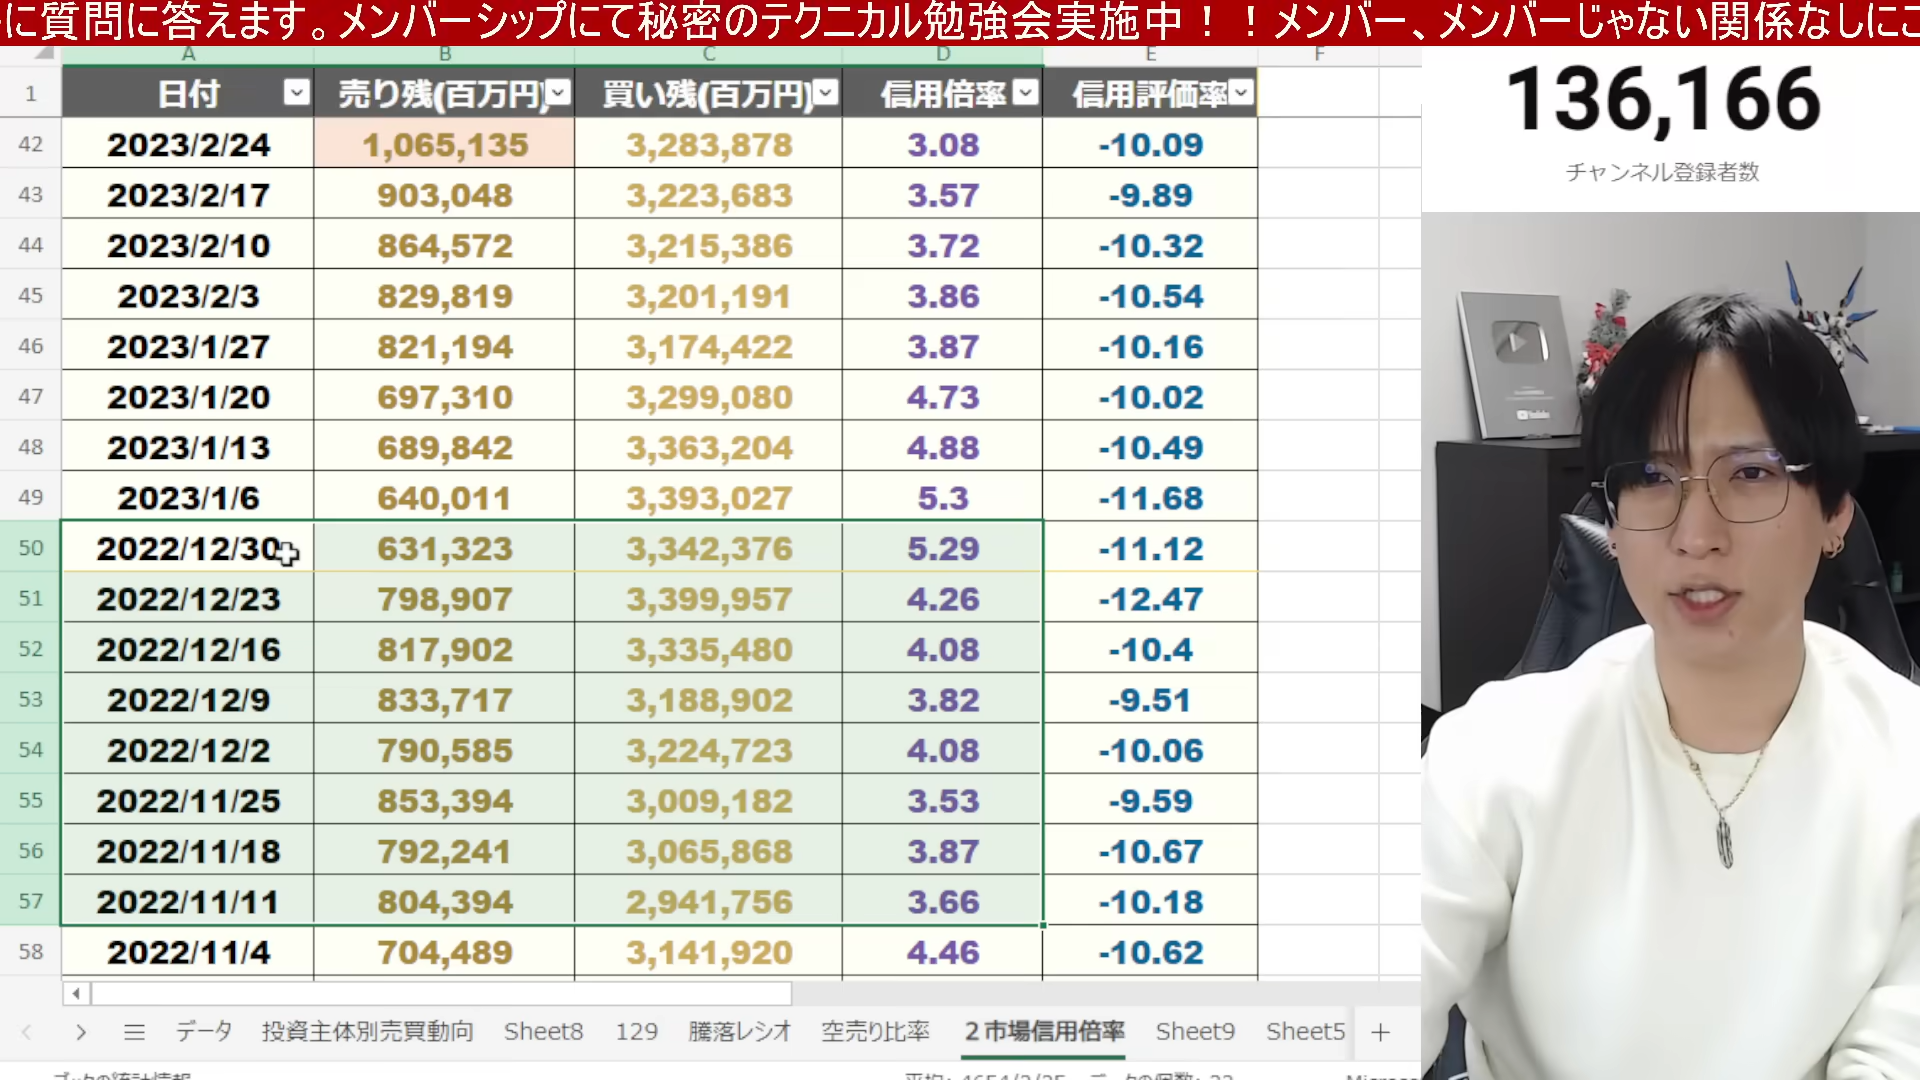 に質問に答えます。メンバーシップにて秘密のテクニカル勉強会実施中！！メンバー、メンバーじゃない関係なしにこ
A B C D E F
1 日付 売り残(百万円) 買い残(百万円) 信用倍率 信用評価率
42 2023/2/24 1,065,135 3,283,878 3.08 -10.09
43 2023/2/17 903,048 3,223,683 3.57 -9.89
44 2023/2/10 864,572 3,215,386 3.72 -10.32
45 2023/2/3 829,819 3,201,191 3.86 -10.54
46 2023/1/27 821,194 3,174,422 3.87 -10.16
47 2023/1/20 697,310 3,299,080 4.73 -10.02
48 2023/1/13 689,842 3,363,204 4.88 -10.49
49 2023/1/6 640,011 3,393,027 5.3 -11.68
50 2022/12/30 631,323 3,342,376 5.29 -11.12
51 2022/12/23 798,907 3,399,957 4.26 -12.47
52 2022/12/16 817,902 3,335,480 4.08 -10.4
53 2022/12/9 833,717 3,188,902 3.82 -9.51
54 2022/12/2 790,585 3,224,723 4.08 -10.06
55 2022/11/25 853,394 3,009,182 3.53 -9.59
56 2022/11/18 792,241 3,065,868 3.87 -10.67
57 2022/11/11 804,394 2,941,756 3.66 -10.18
58 2022/11/4 704,489 3,141,920 4.46 -10.62
データ 投資主体別売買動向 Sheet8 129 騰落レシオ 空売り比率 2市場信用倍率 Sheet9 Sheet5
136,166
チャンネル登録者数
YouTube